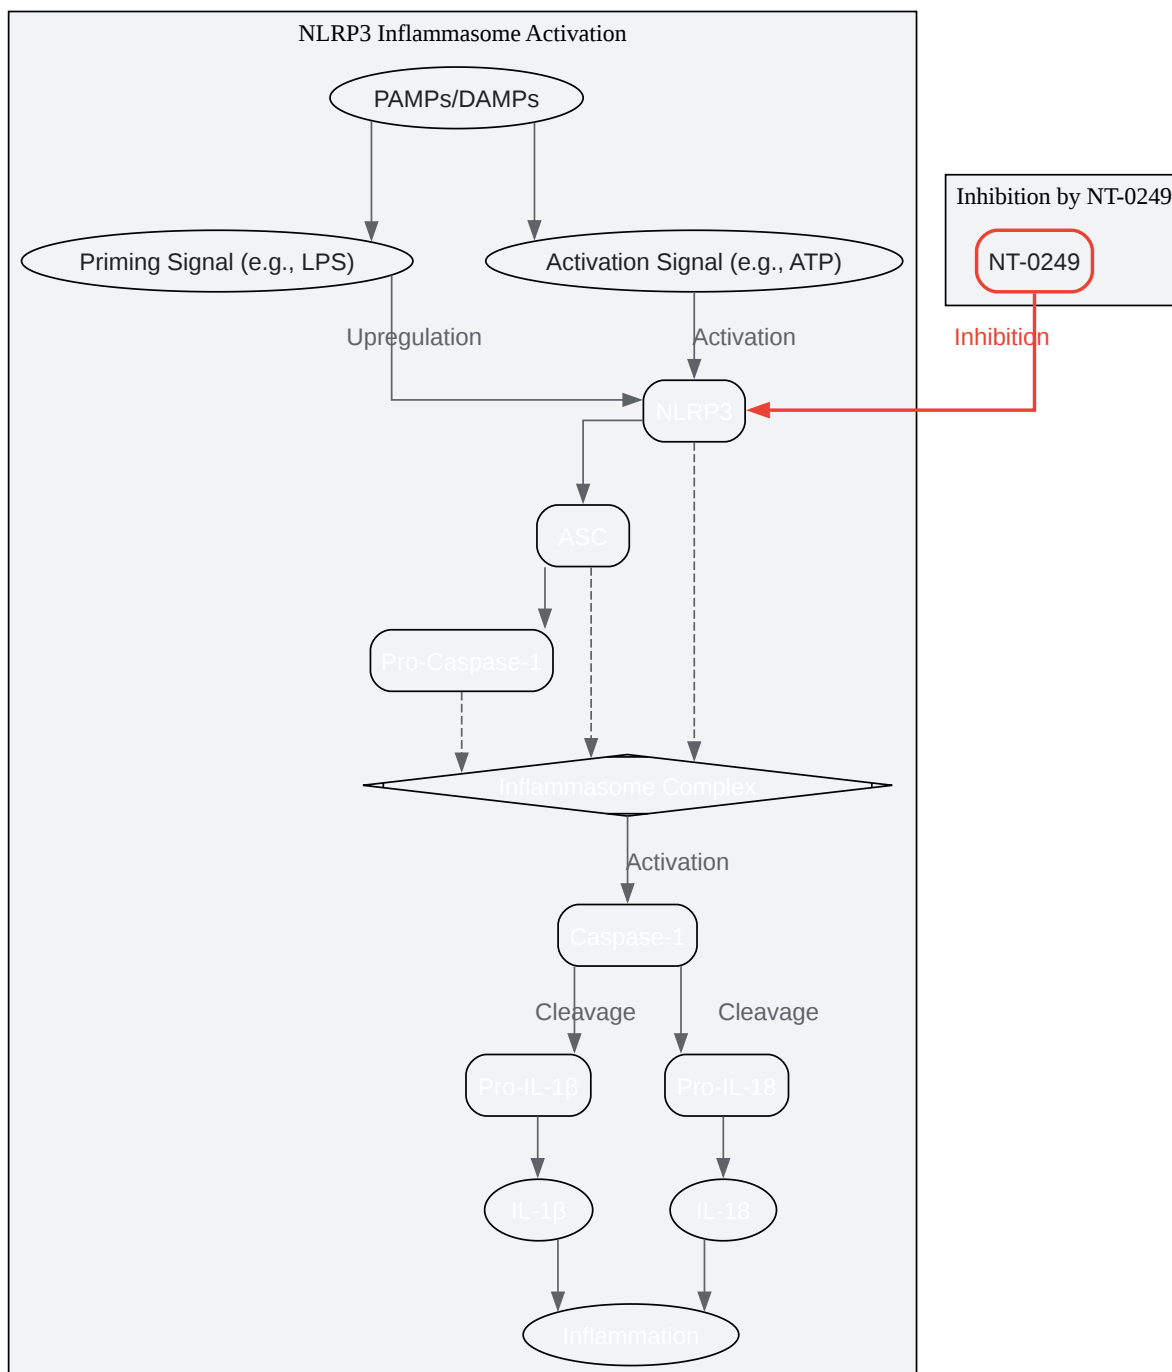 NLRP3 Inflammasome Activation
PAMPs/DAMPs
Inhibition by NT-0249
NT-0249
Priming Signal (e.g., LPS)
Activation Signal (e.g., ATP)
Upregulation
Activation
Inhibition
NLRP3
ASC
Pro-Caspase-1
Inflammasome Complex
Activation
Caspase-1
Cleavage
Cleavage
Pro-IL-1β
Pro-IL-18
IL-1β
IL-18
Inflammation